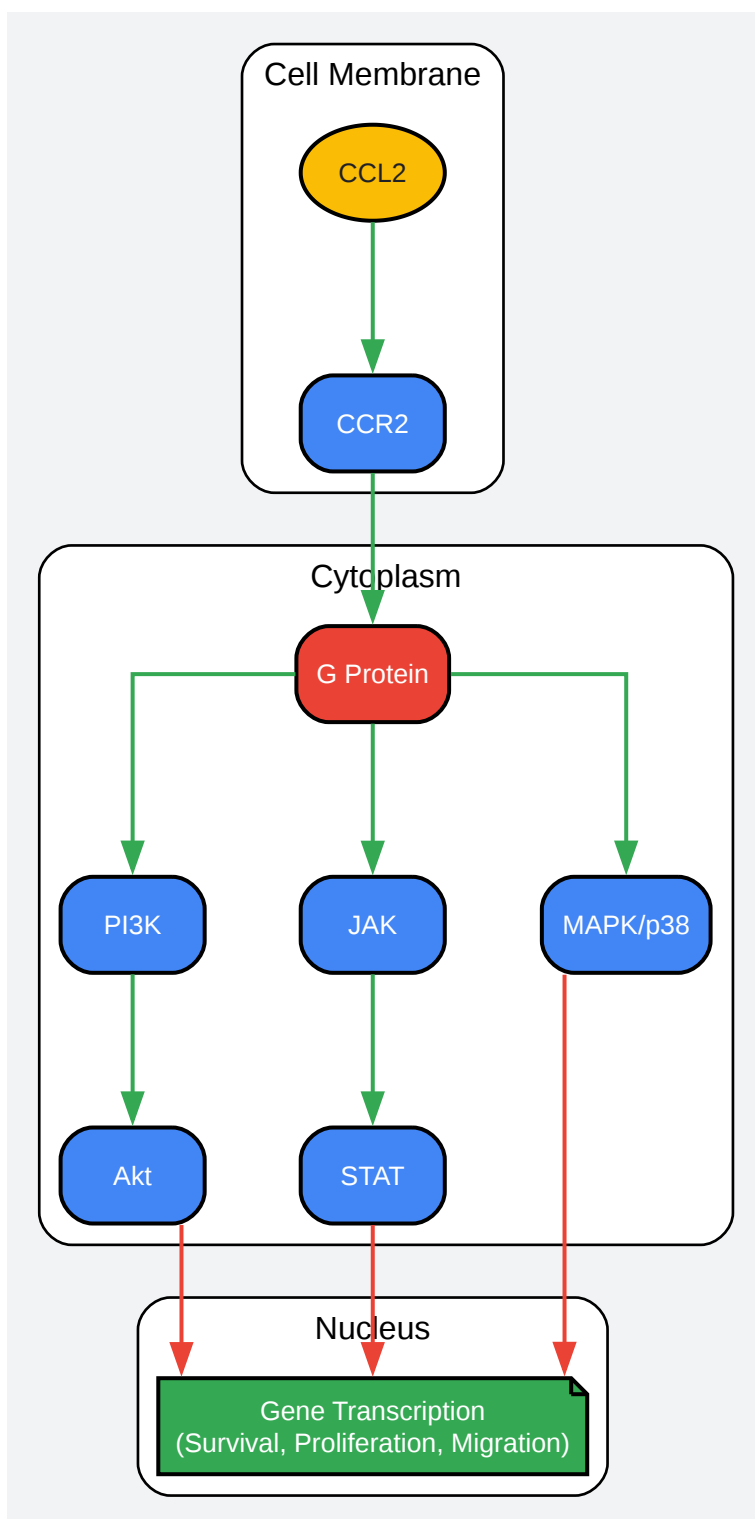 Cell Membrane
CCL2
CCR2
Cytoplasm
G Protein
PI3K
JAK
MAPK/p38
Akt
STAT
Nucleus
Gene Transcription
(Survival, Proliferation, Migration)